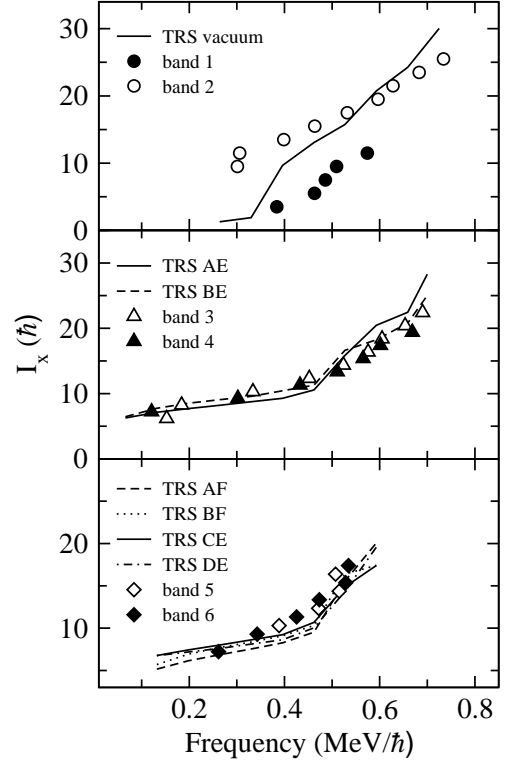 30
TRS vacuum
band 1
band 2
20
10
0
30
TRS AE
TRS BE
band 3
band 4
20
10
0
I_x (ħ)
TRS AF
TRS BF
TRS CE
TRS DE
band 5
band 6
20
10
0.2 0.4 0.6 0.8
Frequency (MeV/ħ)